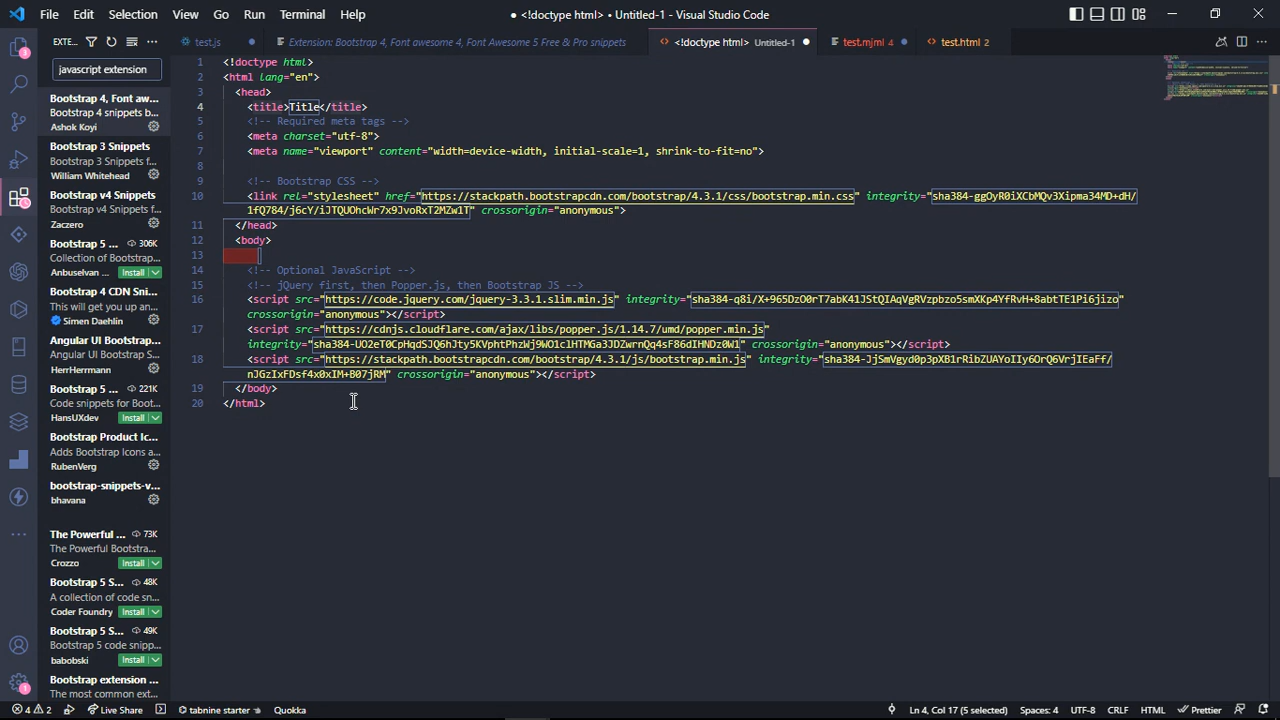 File Edit Selection View Go Run Terminal Help
● <!doctype html> • Untitled-1 - Visual Studio Code
EXTE...
test.js
Extension: Bootstrap 4, Font awesome 4, Font Awesome 5 Free & Pro snippets
<!doctype html> Untitled-1
test.mjml 4
test.html 2
javascript extension
Bootstrap 4, Font aw...
Bootstrap 4 snippets b...
Ashok Koyi
Bootstrap 3 Snippets
Bootstrap 3 Snippets f...
William Whitehead
Bootstrap v4 Snippets
Bootstrap v4 Snippets f...
Zaczero
Bootstrap 5 ... 306K
Collection of Bootstrap...
Anbuselvan ... Install
Bootstrap 4 CDN Sni...
This will get you up an...
Simen Daehlin
Angular UI Bootstrap...
Angular UI Bootstrap ...
HerrHerrmann
Bootstrap 5 ... 221K
Code snippets for Boot...
HansUXdev Install
Bootstrap Product Ic...
Adds Bootstrap Icons a...
RubenVerg
bootstrap-snippets-v...
bhavana
The Powerful ... 73K
The Powerful Bootstra...
Crozzo Install
Bootstrap 5 S... 48K
A collection of code sn...
Coder Foundry Install
Bootstrap 5 S... 49K
Bootstrap 5 code snipp...
babobski Install
Bootstrap extension ...
The most common ext...
3
1
1 <!doctype html>
2 <html lang="en">
3 <head>
4 <title>Title</title>
5 <!-- Required meta tags -->
6 <meta charset="utf-8">
7 <meta name="viewport" content="width=device-width, initial-scale=1, shrink-to-fit=no">
8
9 <!-- Bootstrap CSS -->
10 <link rel="stylesheet" href="https://stackpath.bootstrapcdn.com/bootstrap/4.3.1/css/bootstrap.min.css" integrity="sha384-ggOyR0iXCbMQv3Xipma34MD+dH/
1fQ784/j6cY/iJTQUOhcWr7x9JvoRxT2MZw1T" crossorigin="anonymous">
11 </head>
12 <body>
13
14 <!-- Optional JavaScript -->
15 <!-- jQuery first, then Popper.js, then Bootstrap JS -->
16 <script src="https://code.jquery.com/jquery-3.3.1.slim.min.js" integrity="sha384-q8i/X+965DzO0rT7abK41JStQIAqVgRVzpbzo5smXKp4YfRvH+8abtTE1Pi6jizo"
crossorigin="anonymous"></script>
17 <script src="https://cdnjs.cloudflare.com/ajax/libs/popper.js/1.14.7/umd/popper.min.js"
integrity="sha384-UO2eT0CpHqdSJQ6hJty5KVphtPhzWj9WO1clHTMGa3JDZwrnQq4sF86dIHNDz0W1" crossorigin="anonymous"></script>
18 <script src="https://stackpath.bootstrapcdn.com/bootstrap/4.3.1/js/bootstrap.min.js" integrity="sha384-JjSmVgyd0p3pXB1rRibZUAYoIIy6OrQ6VrjIEaFf/
nJGzIxFDsf4x0xIM+B07jRM" crossorigin="anonymous"></script>
19 </body>
20 </html>
4 2 Live Share tabnine starter Quokka
Ln 4, Col 17 (5 selected) Spaces: 4 UTF-8 CRLF HTML Prettier